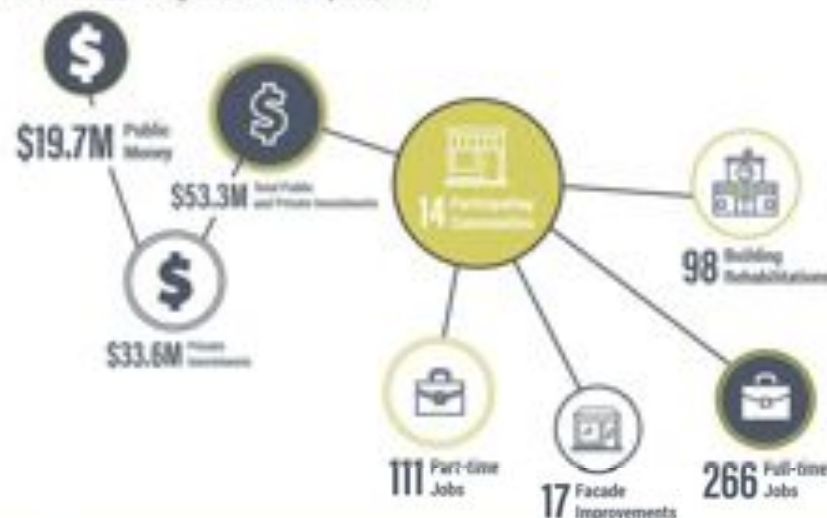 $19.7M Public
Money
$53.3M Total Public
and Private Investments
14 Participating
Communities
98 Building
Rehabilitations
$33.6M Private
Investments
111 Part-time
Jobs
17 Facade
Improvements
266 Full-time
Jobs